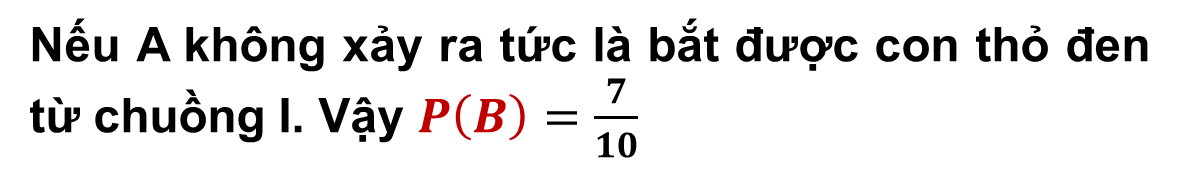 Nếu A không xảy ra tức là bắt được con thỏ đen
từ chuồng I. Vậy P(B) = 7/10